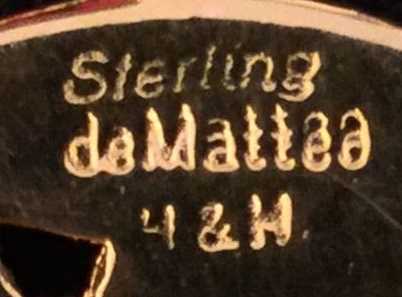 Sterling
deMatteo
4 & H